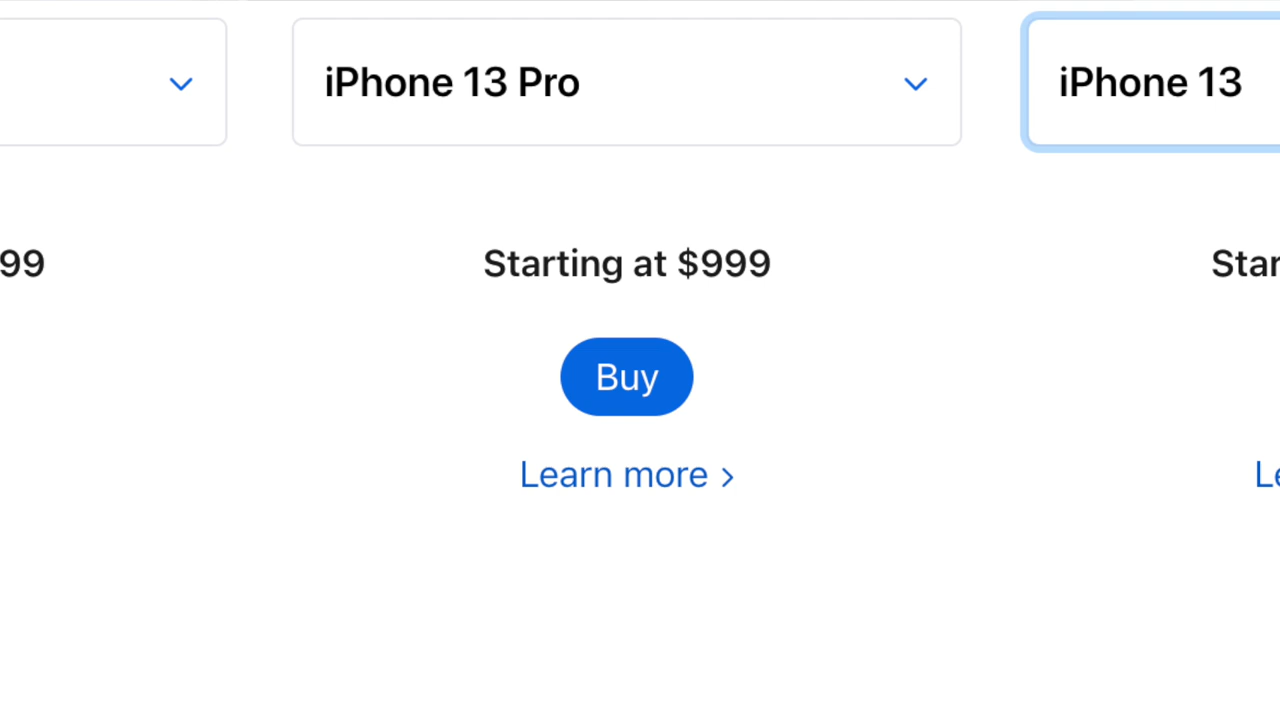 iPhone 13 Pro
iPhone 13
99
Starting at $999
Buy
Learn more >